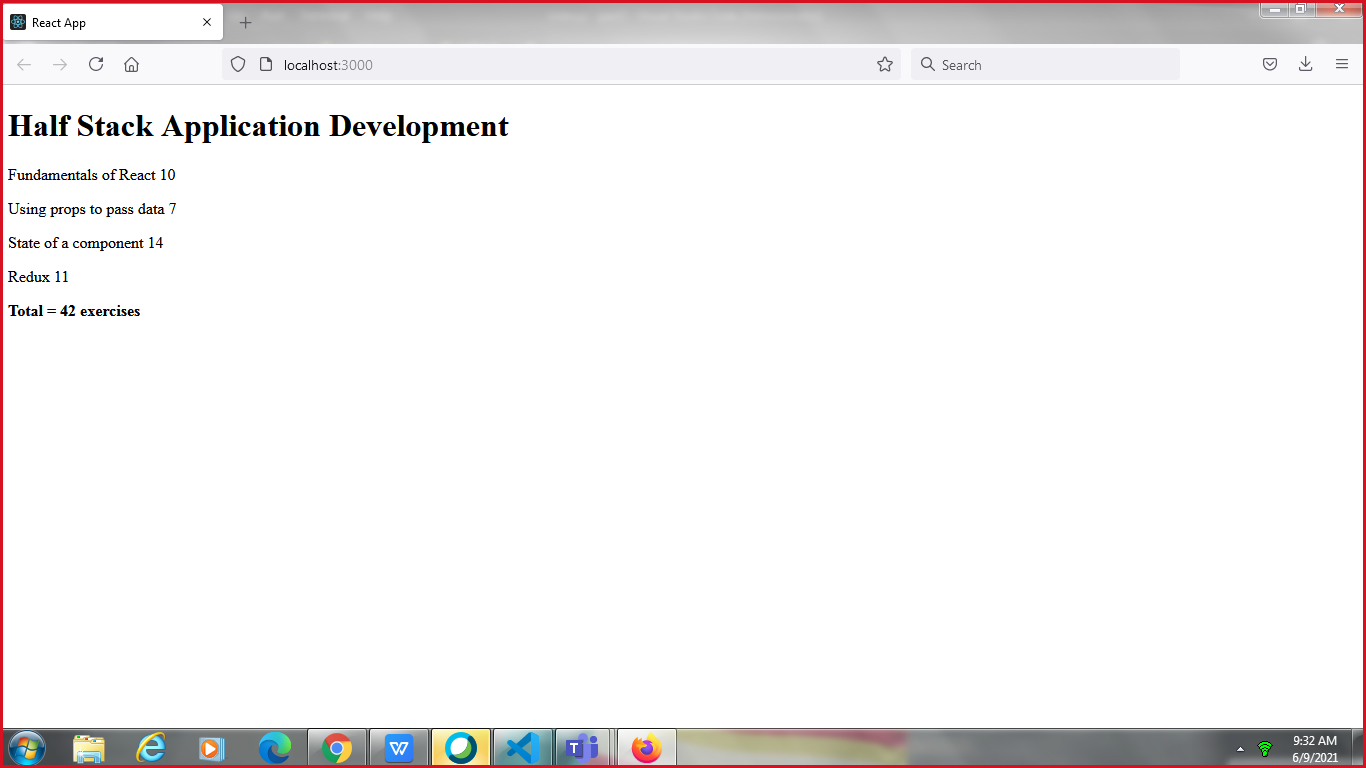 React App
localhost:3000
Search
Half Stack Application Development
Fundamentals of React 10
Using props to pass data 7
State of a component 14
Redux 11
Total = 42 exercises
9:32 AM
6/9/2021